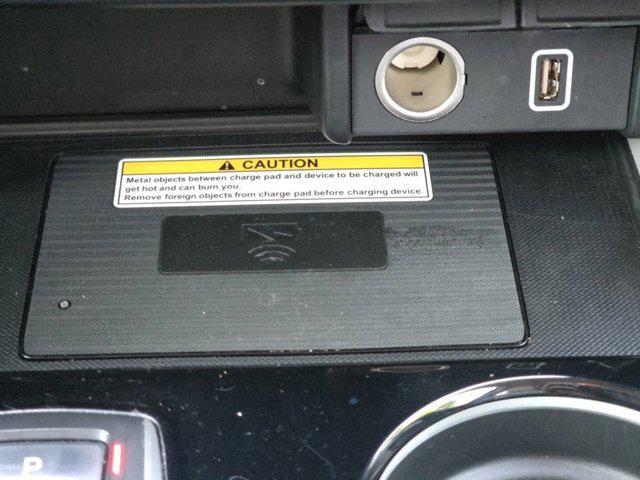 CAUTION
Metal objects between charge pad and device to be charged will
get hot and can burn you.
Remove foreign objects from charge pad before charging device.
P